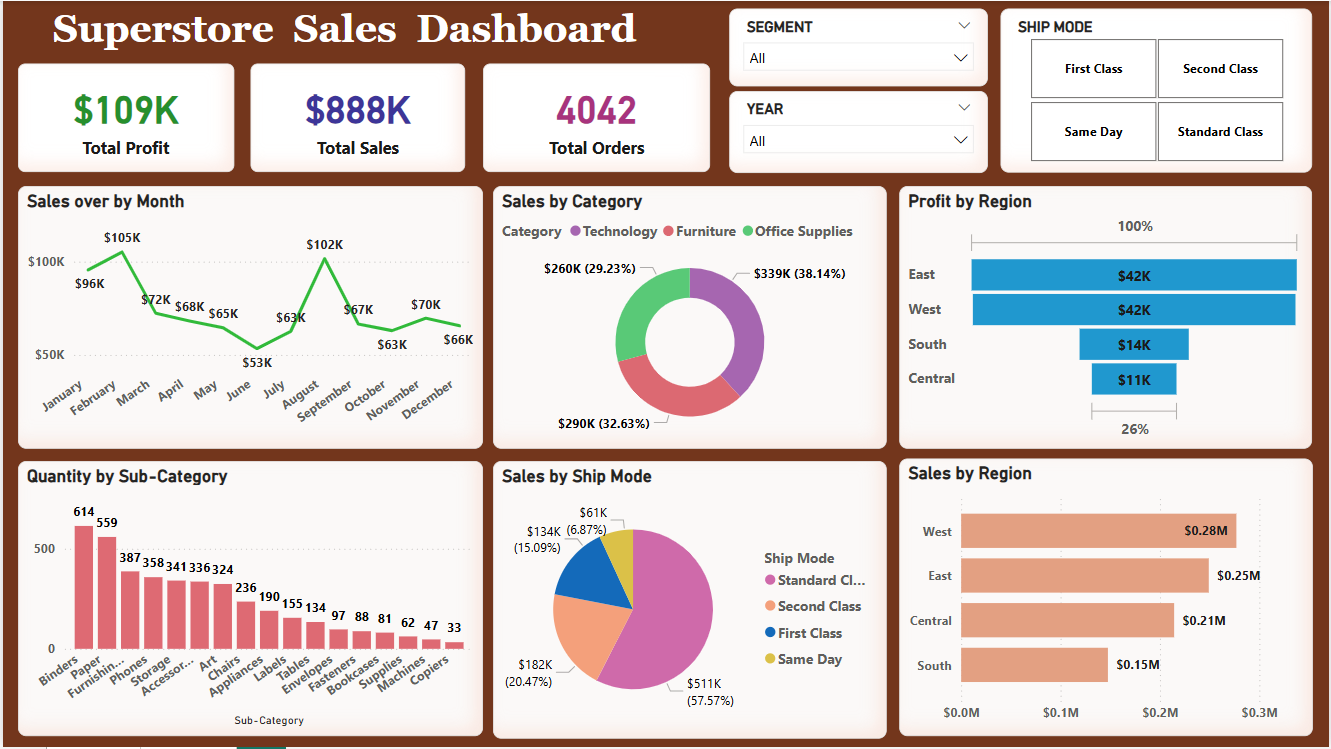 Superstore Sales Dashboard
$109K
Total Profit
$888K
Total Sales
4042
Total Orders
SEGMENT
All
YEAR
All
SHIP MODE
First Class
Second Class
Same Day
Standard Class
Sales over by Month
$100K
$50K
$96K
$105K
$72K
$68K
$65K
$53K
$63K
$102K
$67K
$63K
$70K
$66K
January
February
March
April
May
June
July
August
September
October
November
December
Sales by Category
Category Technology Furniture Office Supplies
$260K (29.23%)
$339K (38.14%)
$290K (32.63%)
Profit by Region
100%
East
$42K
West
$42K
South
$14K
Central
$11K
26%
Quantity by Sub-Category
500
0
614
559
387
358
341
336
324
236
190
155
134
97
88
81
62
47
33
Binders
Paper
Furnishin...
Phones
Storage
Accessor...
Art
Chairs
Appliances
Labels
Tables
Envelopes
Fasteners
Bookcases
Supplies
Machines
Copiers
Sub-Category
Sales by Ship Mode
$61K
(6.87%)
$134K
(15.09%)
$182K
(20.47%)
$511K
(57.57%)
Ship Mode
Standard Cl...
Second Class
First Class
Same Day
Sales by Region
West
$0.28M
East
$0.25M
Central
$0.21M
South
$0.15M
$0.0M
$0.1M
$0.2M
$0.3M